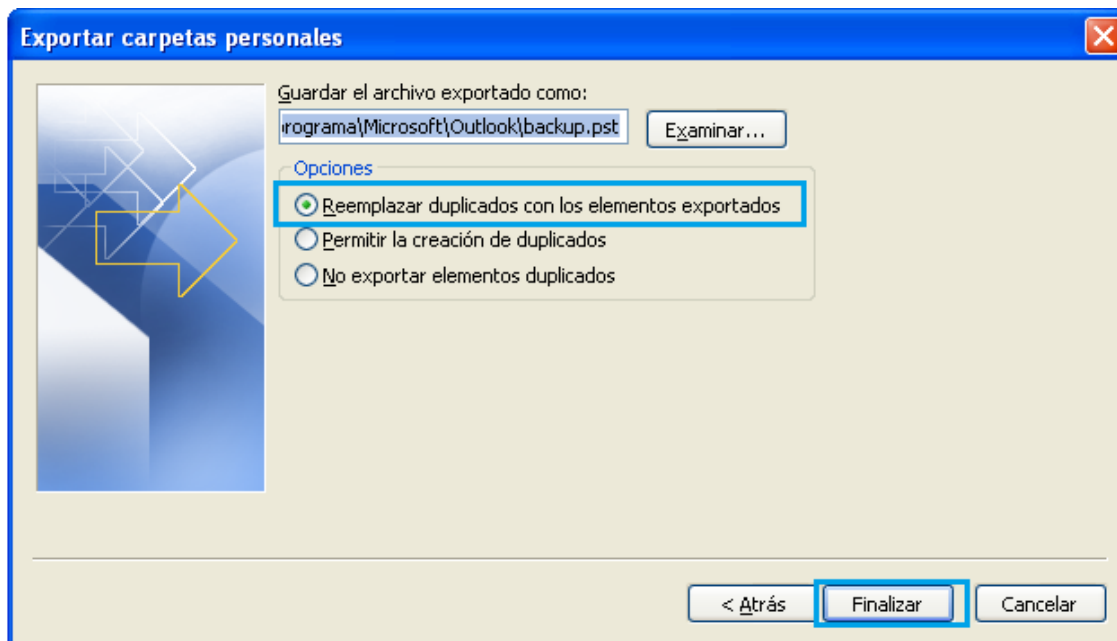 Exportar carpetas personales
Guardar el archivo exportado como:
rograma\Microsoft\Outlook\backup.pst
Examinar...
Opciones
Reemplazar duplicados con los elementos exportados
Permitir la creación de duplicados
No exportar elementos duplicados
< Atrás
Finalizar
Cancelar